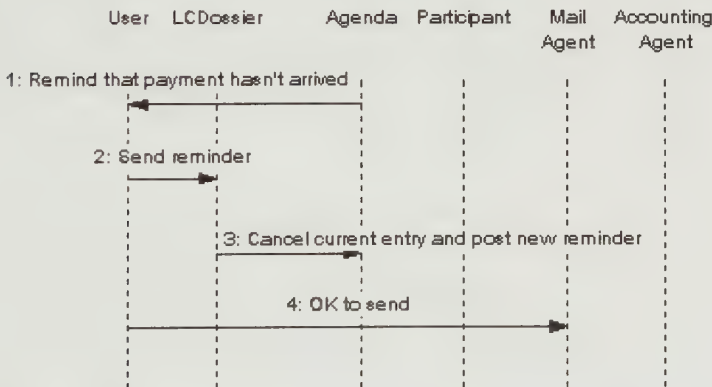 User LCDossier Agenda Participant Mail Agent Accounting Agent
1: Remind that payment hasn't arrived
2: Send reminder
3: Cancel current entry and post new reminder
4: OK to send